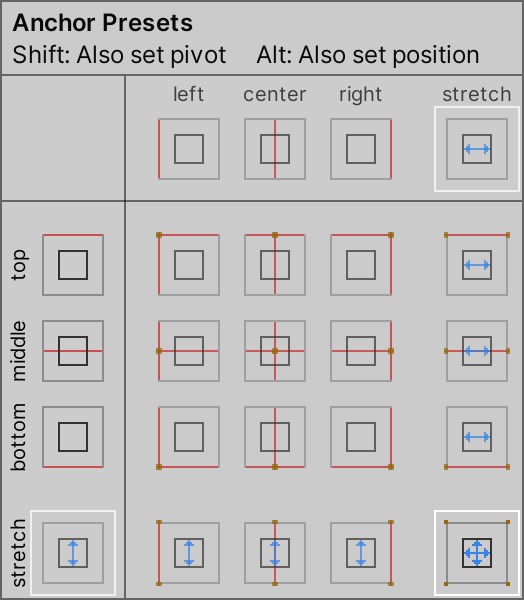 Anchor Presets
Shift: Also set pivot Alt: Also set position
left center right stretch
top
middle
bottom
stretch